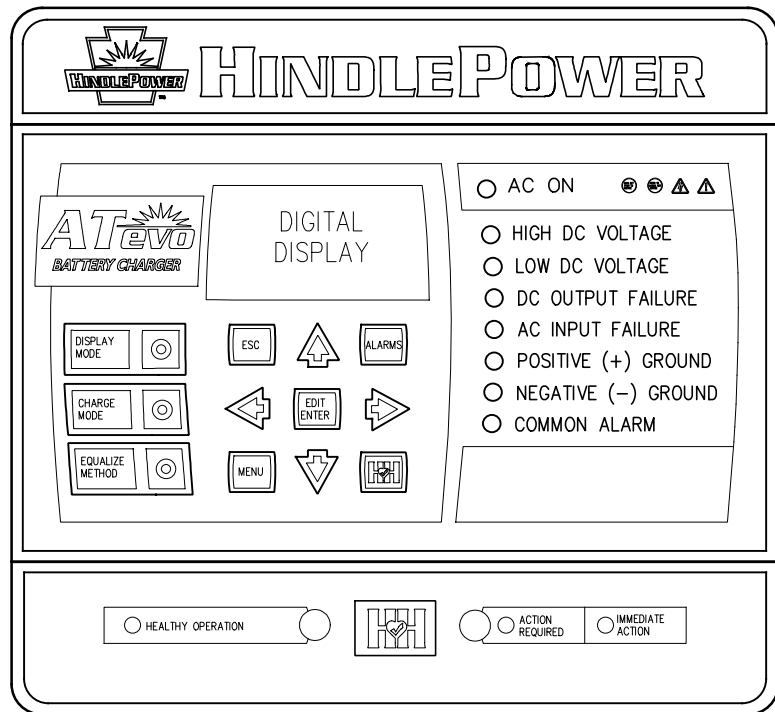 HINDLEPOWER
TM
HINDLEPOWER
ATevo
BATTERY CHARGER
DIGITAL
DISPLAY
DISPLAY
MODE
CHARGE
MODE
EQUALIZE
METHOD
ESC
ALARMS
EDIT
ENTER
MENU
AC ON
HIGH DC VOLTAGE
LOW DC VOLTAGE
DC OUTPUT FAILURE
AC INPUT FAILURE
POSITIVE (+) GROUND
NEGATIVE (–) GROUND
COMMON ALARM
HEALTHY OPERATION
ACTION
REQUIRED
IMMEDIATE
ACTION